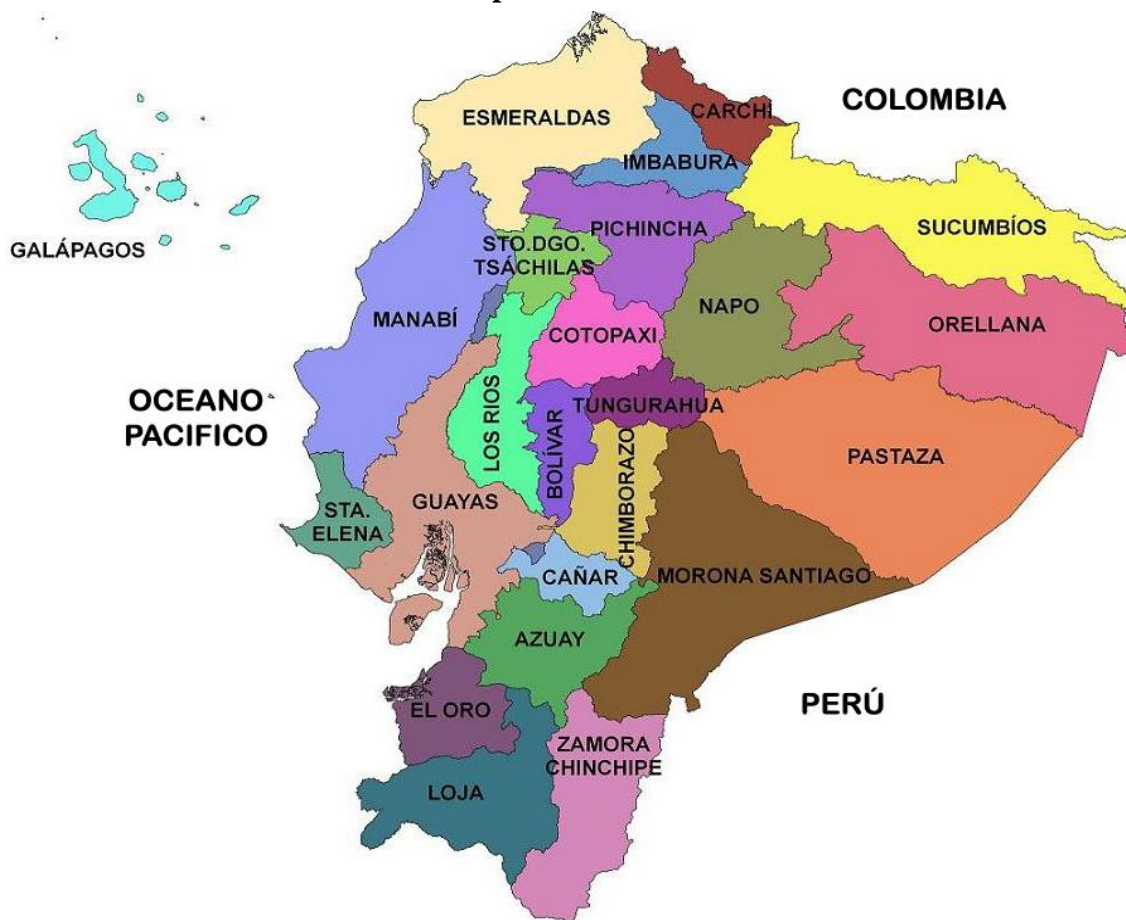 ESMERALDAS
CARCHI
COLOMBIA
IMBABURA
GALÁPAGOS
PICHINCHA
SUCUMBÍOS
STO.DGO.
TSÁCHILAS
MANABÍ
NAPO
ORELLANA
COTOPAXI
OCEANO
PACIFICO
LOS RIOS
BOLÍVAR
TUNGURAHUA
CHIMBORAZO
PASTAZA
STA.
ELENA
GUAYAS
CAÑAR
MORONA SANTIAGO
AZUAY
PERÚ
EL ORO
ZAMORA
CHINCHIPE
LOJA